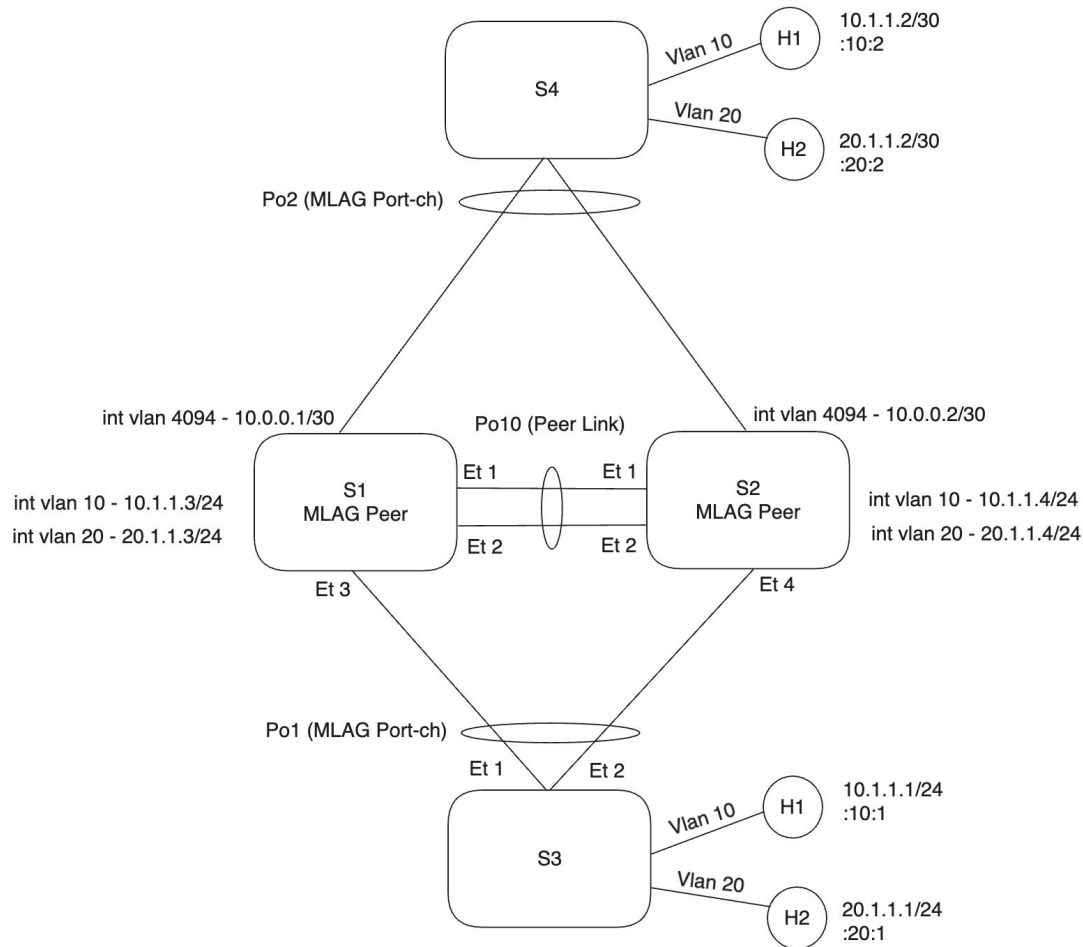 10.1.1.2/30
:10:2
Vlan 10
H1
S4
Vlan 20
H2
20.1.1.2/30
:20:2
Po2 (MLAG Port-ch)
int vlan 4094 - 10.0.0.1/30
Po10 (Peer Link)
int vlan 4094 - 10.0.0.2/30
Et 1
Et 1
S1
MLAG Peer
S2
MLAG Peer
int vlan 10 - 10.1.1.3/24
int vlan 20 - 20.1.1.3/24
int vlan 10 - 10.1.1.4/24
int vlan 20 - 20.1.1.4/24
Et 2
Et 2
Et 3
Et 4
Po1 (MLAG Port-ch)
Et 1
Et 2
10.1.1.1/24
:10:1
Vlan 10
H1
S3
Vlan 20
H2
20.1.1.1/24
:20:1